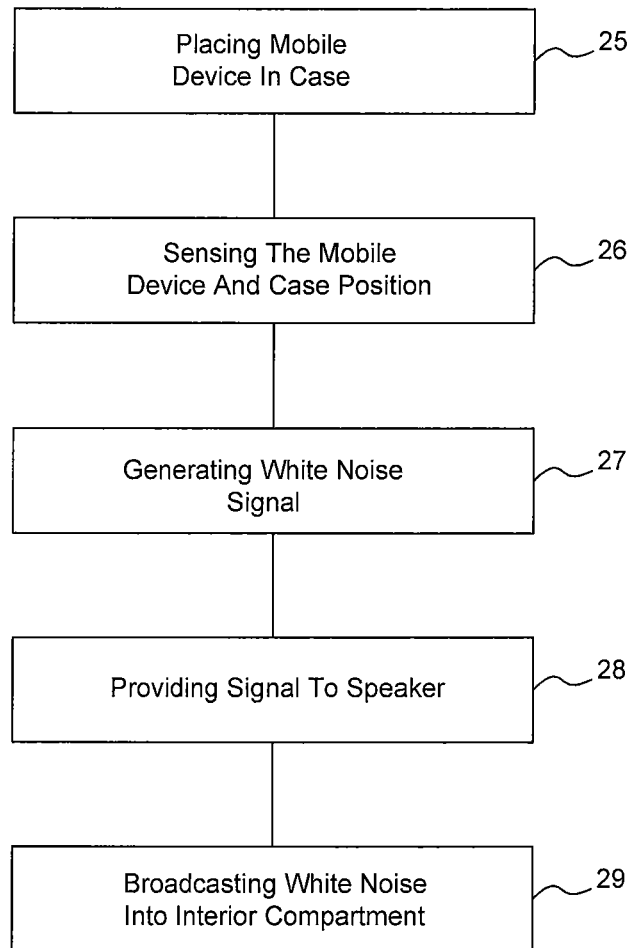 Placing Mobile
Device In Case
25
Sensing The Mobile
Device And Case Position
26
Generating White Noise
Signal
27
Providing Signal To Speaker
28
Broadcasting White Noise
Into Interior Compartment
29